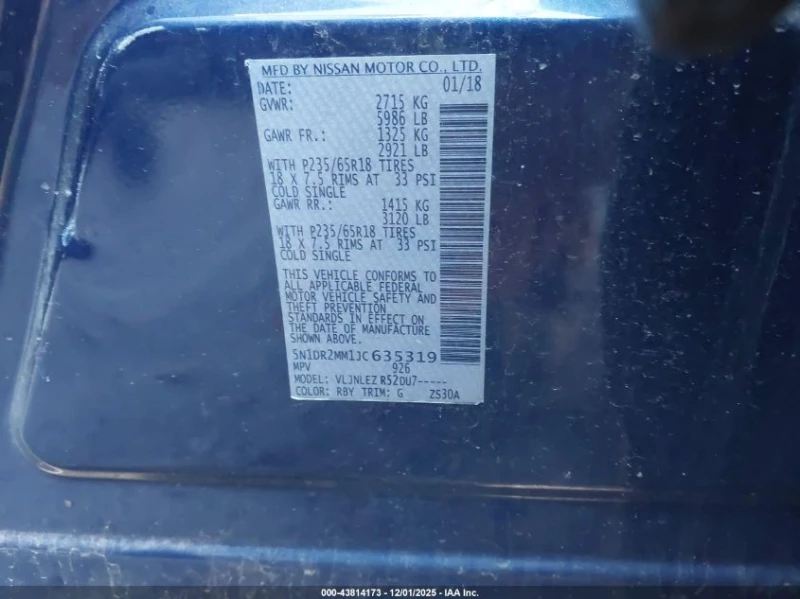 MFD BY NISSAN MOTOR CO., LTD.
DATE: 01/18
GVWR: 2715 KG
5986 LB
GAWR FR.: 1325 KG
2921 LB
WITH P235/65R18 TIRES
18 X 7.5 RIMS AT 33 PSI
COLD SINGLE
GAWR RR.: 1415 KG
3120 LB
WITH P235/65R18 TIRES
18 X 7.5 RIMS AT 33 PSI
COLD SINGLE
THIS VEHICLE CONFORMS TO
ALL APPLICABLE FEDERAL
MOTOR VEHICLE SAFETY AND
THEFT PREVENTION
STANDARDS IN EFFECT ON
THE DATE OF MANUFACTURE
SHOWN ABOVE.
5N1DR2MM1JC635319
MPV 926
MODEL: VLJNLEZ R52DU7-----
COLOR: RBY TRIM: G ZS30A
000-43814173 - 12/01/2025 - IAA Inc.